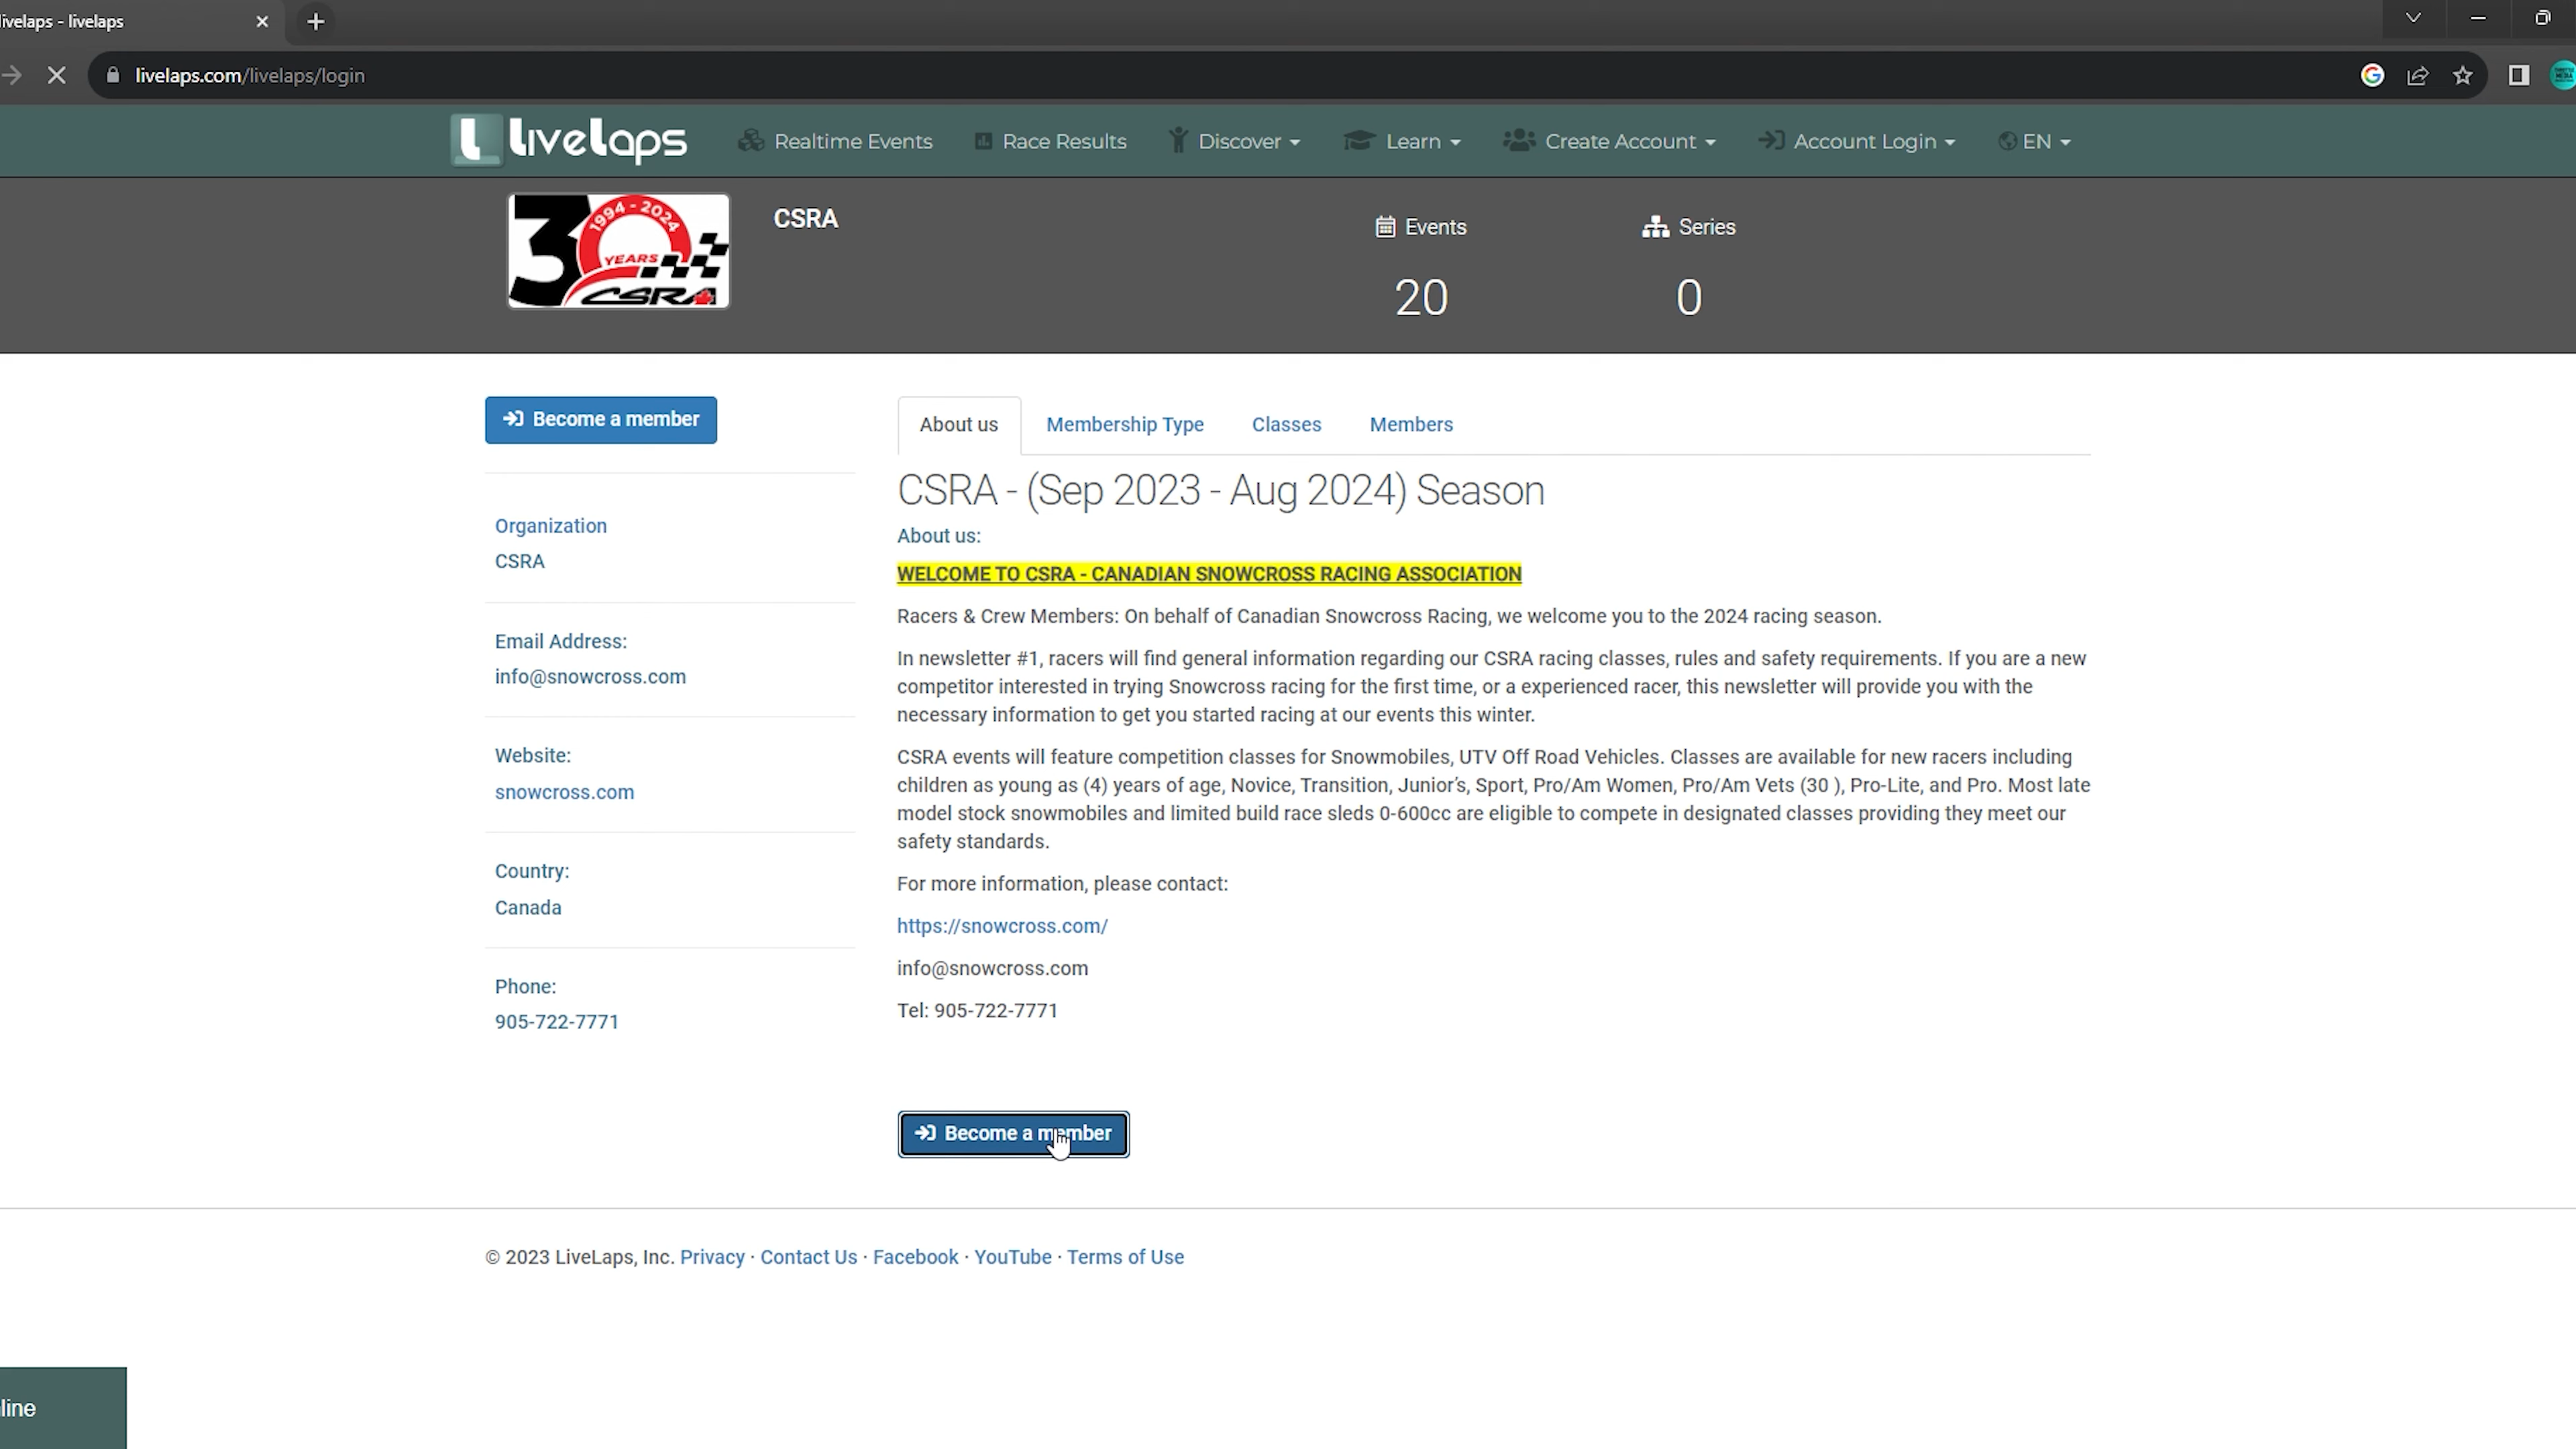 livelaps - livelaps
livelaps.com/livelaps/login
L livelaps Realtime Events Race Results Discover Learn Create Account Account Login EN
1994 - 2024
30
YEARS
CSRA
CSRA
Events
20
Series
0
Become a member
Organization
CSRA
Email Address:
info@snowcross.com
Website:
snowcross.com
Country:
Canada
Phone:
905-722-7771
About us Membership Type Classes Members
CSRA - (Sep 2023 - Aug 2024) Season
About us:
WELCOME TO CSRA - CANADIAN SNOWCROSS RACING ASSOCIATION
Racers & Crew Members: On behalf of Canadian Snowcross Racing, we welcome you to the 2024 racing season.
In newsletter #1, racers will find general information regarding our CSRA racing classes, rules and safety requirements. If you are a new
competitor interested in trying Snowcross racing for the first time, or a experienced racer, this newsletter will provide you with the
necessary information to get you started racing at our events this winter.
CSRA events will feature competition classes for Snowmobiles, UTV Off Road Vehicles. Classes are available for new racers including
children as young as (4) years of age, Novice, Transition, Junior's, Sport, Pro/Am Women, Pro/Am Vets (30 ), Pro-Lite, and Pro. Most late
model stock snowmobiles and limited build race sleds 0-600cc are eligible to compete in designated classes providing they meet our
safety standards.
For more information, please contact:
https://snowcross.com/
info@snowcross.com
Tel: 905-722-7771
Become a member
© 2023 LiveLaps, Inc. Privacy · Contact Us · Facebook · YouTube · Terms of Use
line